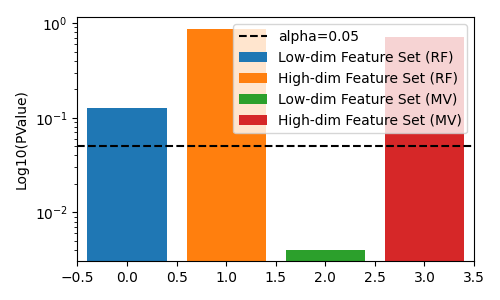 Log10(PValue)
10⁰
10⁻¹
10⁻²
alpha=0.05
Low-dim Feature Set (RF)
High-dim Feature Set (RF)
Low-dim Feature Set (MV)
High-dim Feature Set (MV)
−0.5 0.0 0.5 1.0 1.5 2.0 2.5 3.0 3.5